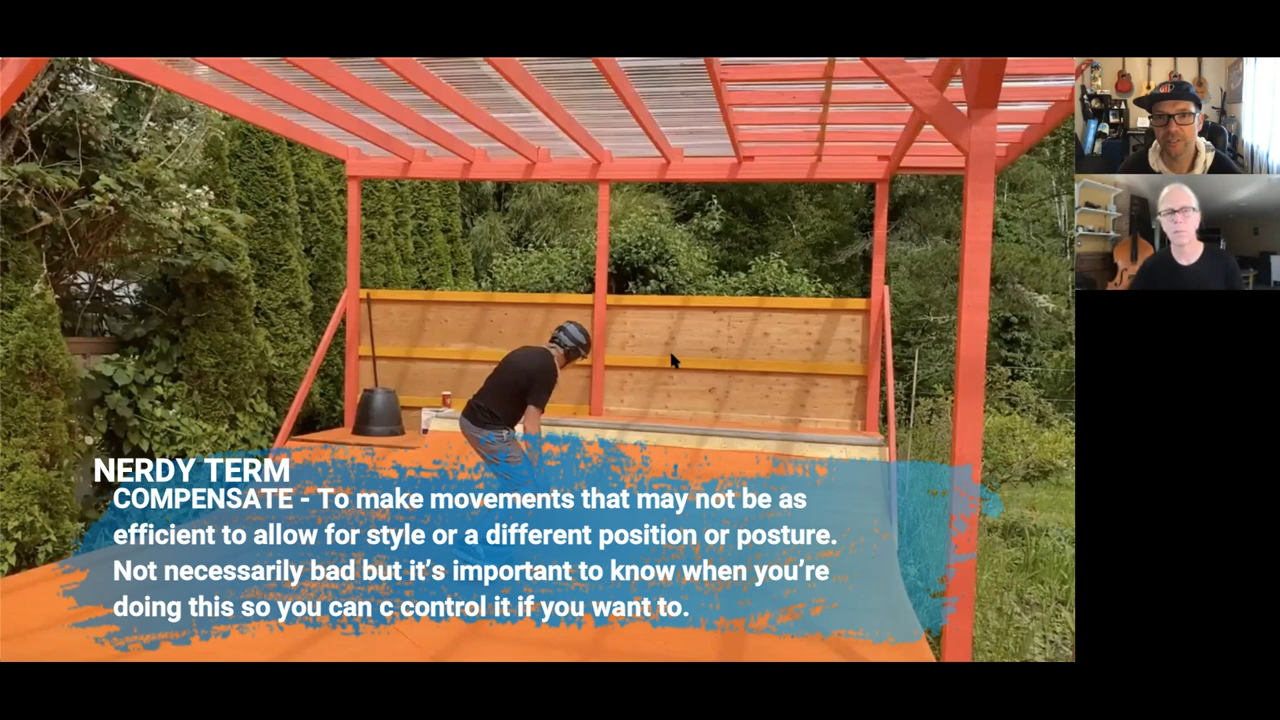 NERDY TERM
COMPENSATE - To make movements that may not be as
efficient to allow for style or a different position or posture.
Not necessarily bad but it's important to know when you're
doing this so you can c control it if you want to.